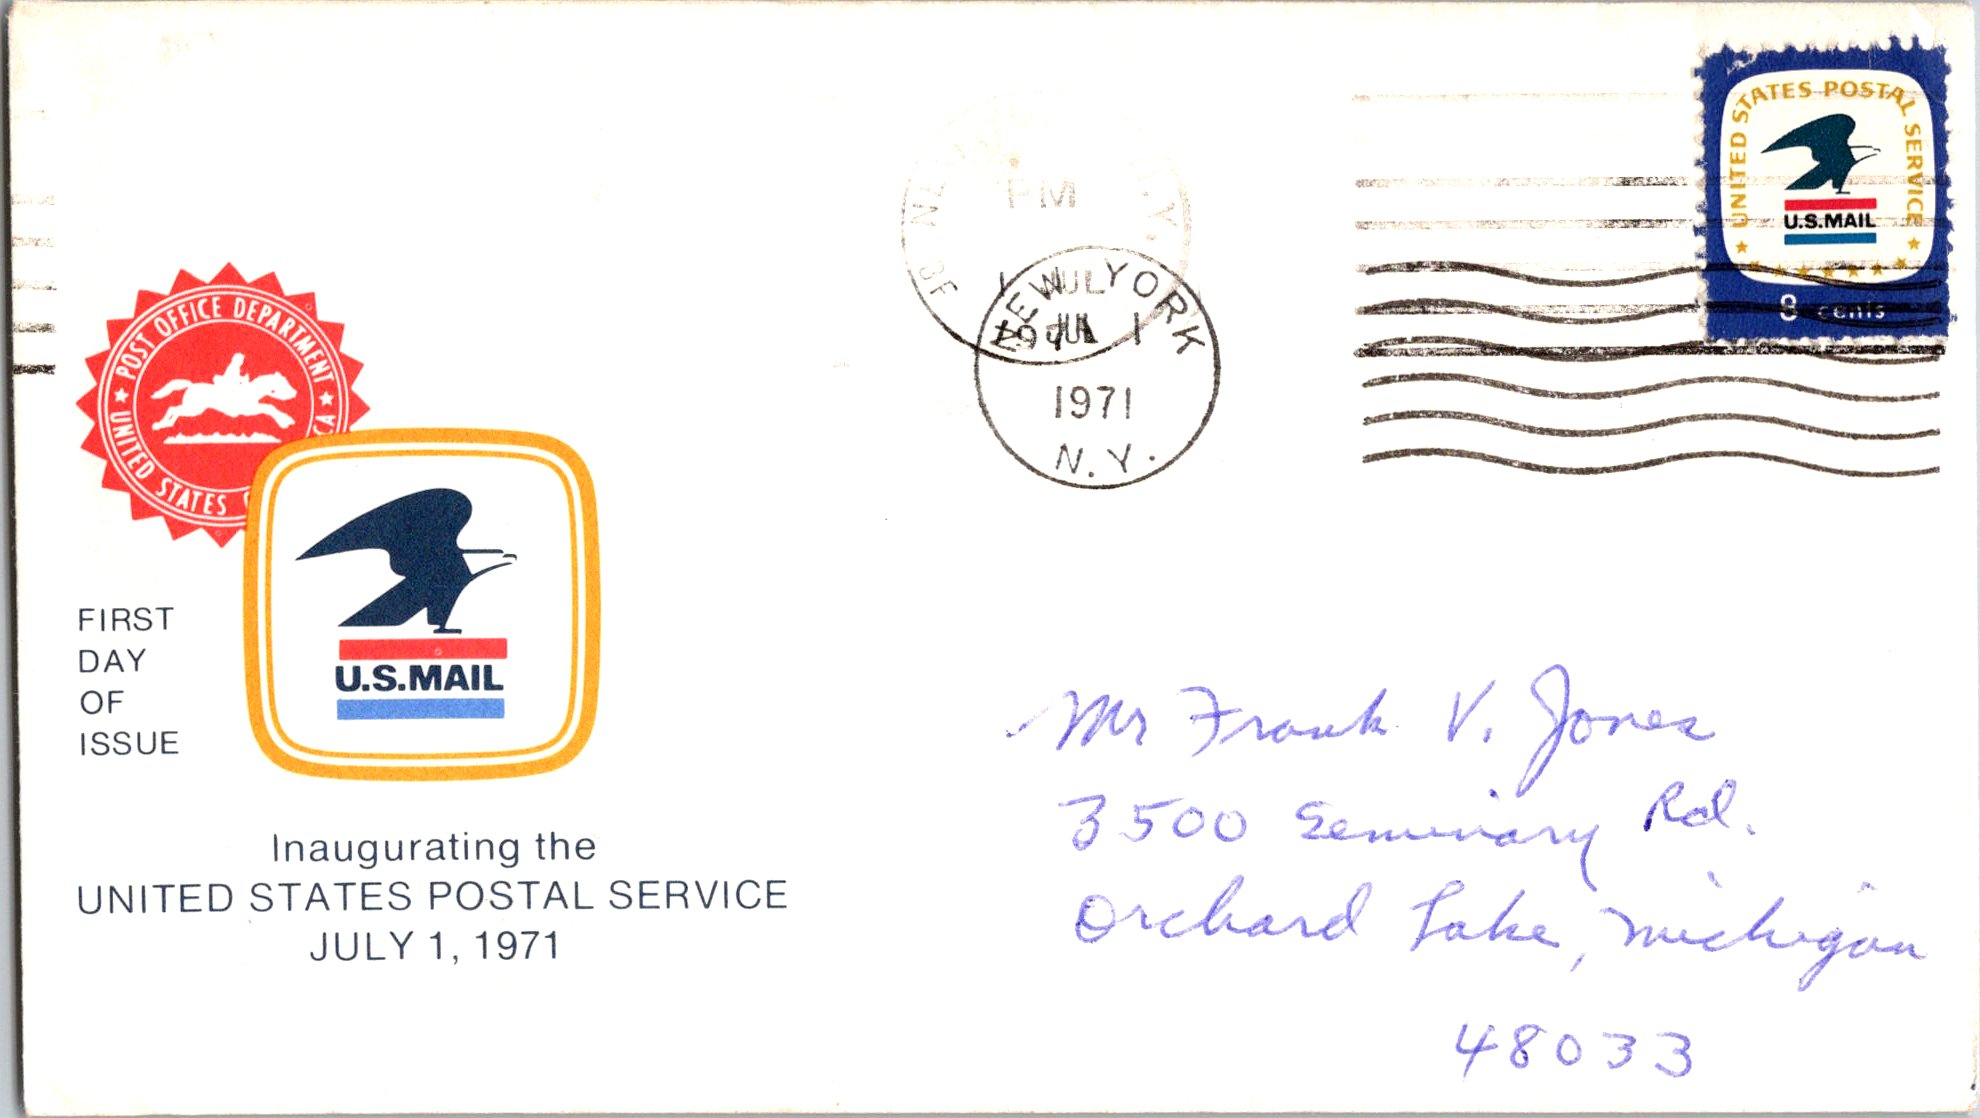 UNITED STATES POSTAL SERVICE
U.S.MAIL
8 cents
PM
JUL
NEW YORK
JUL 1
1971
N.Y.
POST OFFICE DEPARTMENT
UNITED STATES
U.S.MAIL
FIRST
DAY
OF
ISSUE
Inaugurating the
UNITED STATES POSTAL SERVICE
JULY 1, 1971
Mr Frank V. Jones
3500 Seminary Rd.
Orchard Lake, Michigan
48033